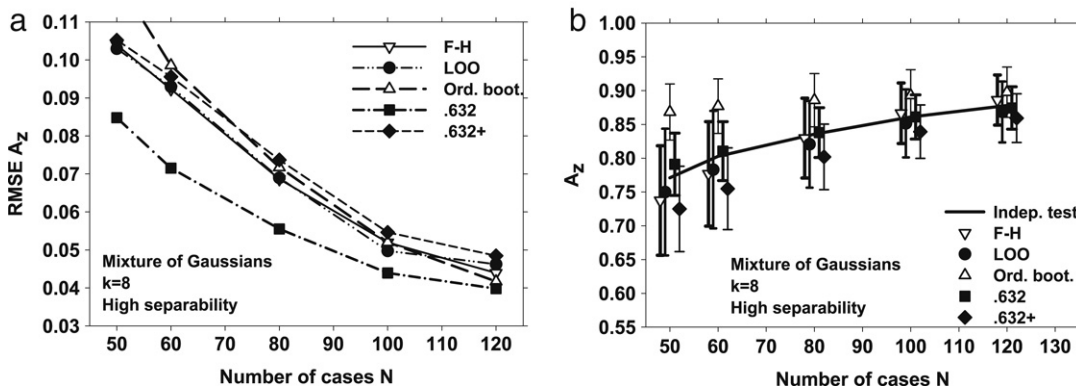 a
RMSE Az
0.11
0.10
0.09
0.08
0.07
0.06
0.05
0.04
0.03
50 60 70 80 90 100 110 120
Number of cases N
F-H
LOO
Ord. boot.
.632
.632+
Mixture of Gaussians
k=8
High separability
b
Az
1.00
0.95
0.90
0.85
0.80
0.75
0.70
0.65
0.60
0.55
50 60 70 80 90 100 110 120 130
Number of cases N
Indep. test
F-H
LOO
Ord. boot.
.632
.632+
Mixture of Gaussians
k=8
High separability